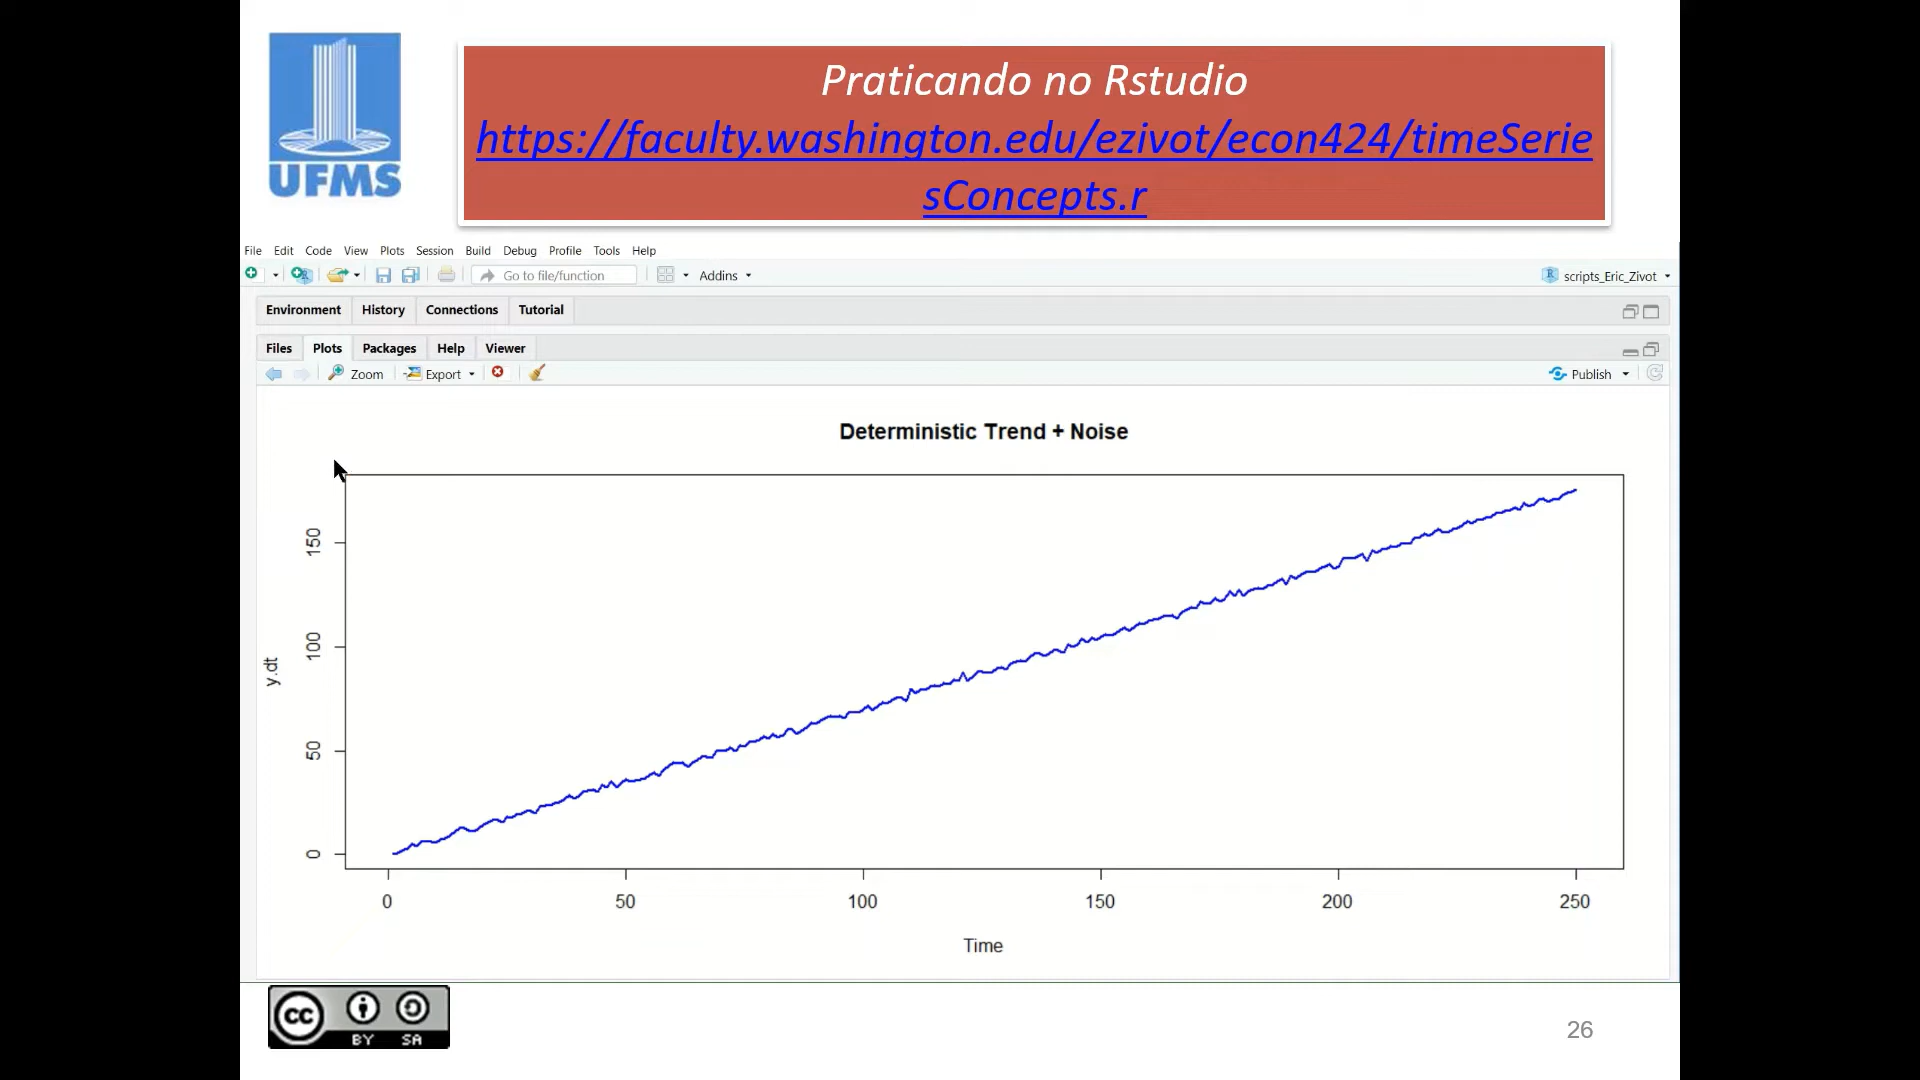 UFMS
Praticando no Rstudio
https://faculty.washington.edu/ezivot/econ424/timeSerie
sConcepts.r
File Edit Code View Plots Session Build Debug Profile Tools Help
Go to file/function Addins scripts_Eric_Zivot
Environment History Connections Tutorial
Files Plots Packages Help Viewer
Zoom Export Publish
Deterministic Trend + Noise
150
100
50
0
y.dt
0 50 100 150 200 250
Time
CC BY SA
26